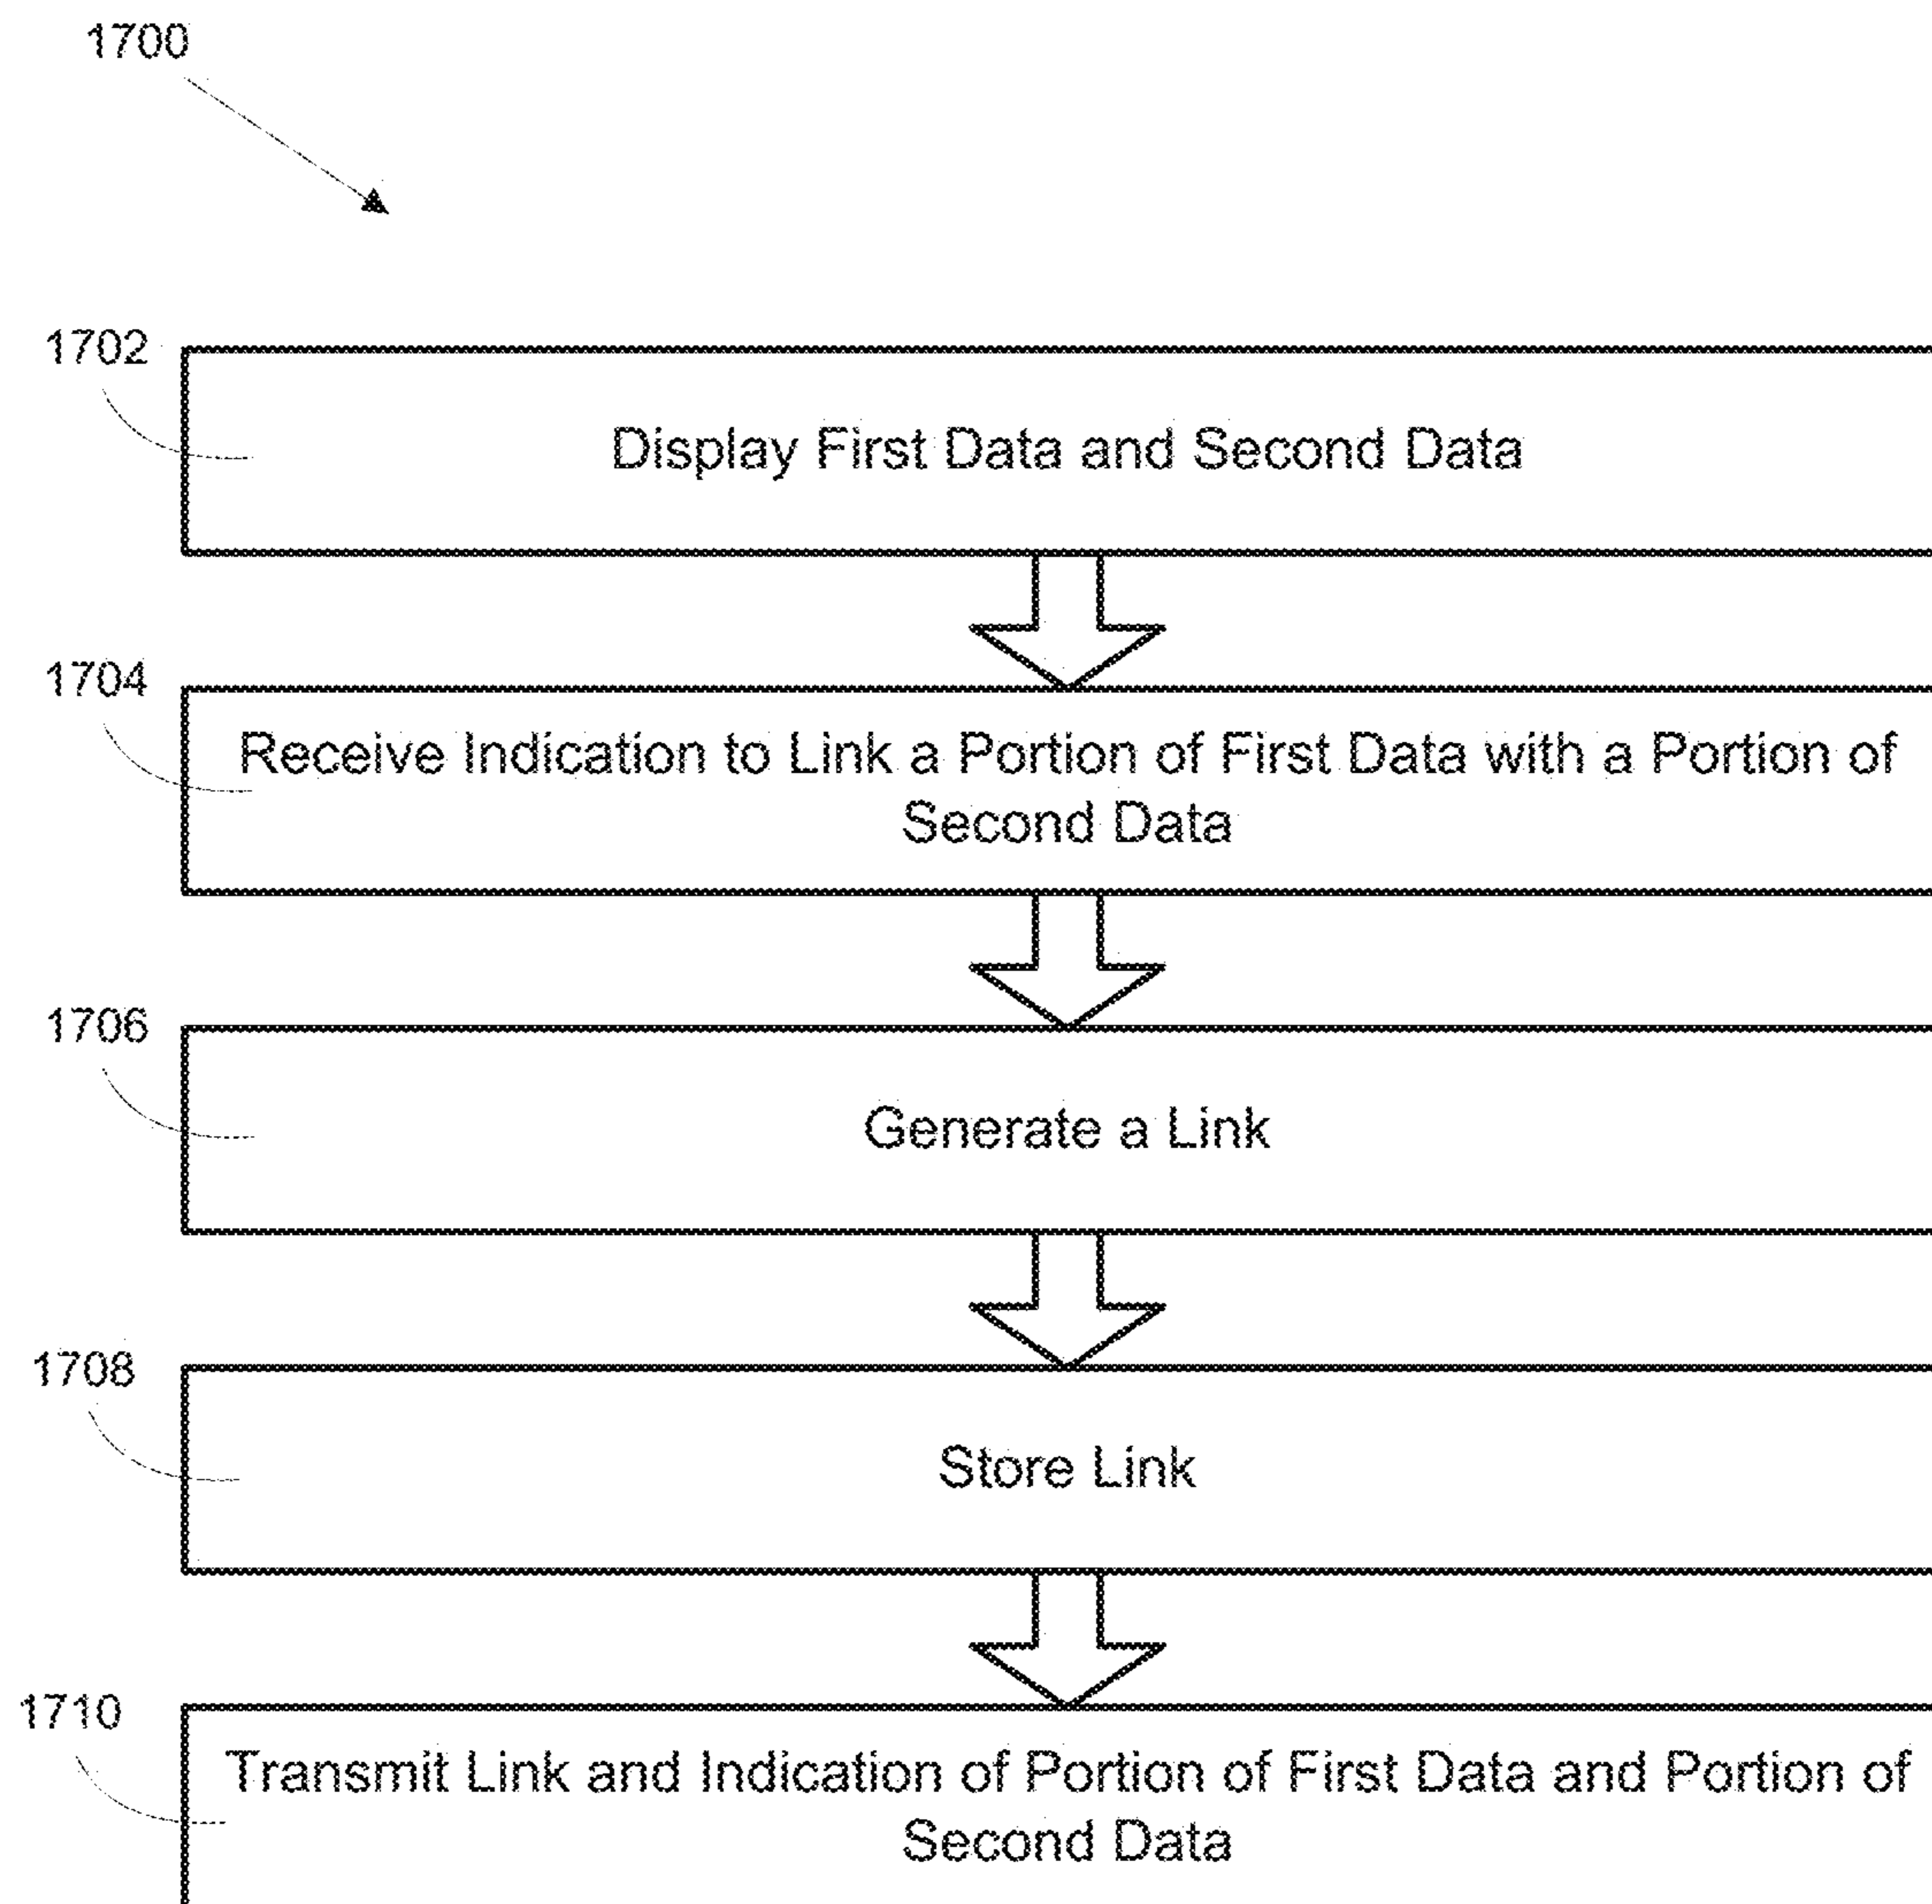 1700
1702
Display First Data and Second Data
1704
Receive Indication to Link a Portion of First Data with a Portion of
Second Data
1706
Generate a Link
1708
Store Link
1710
Transmit Link and Indication of Portion of First Data and Portion of
Second Data